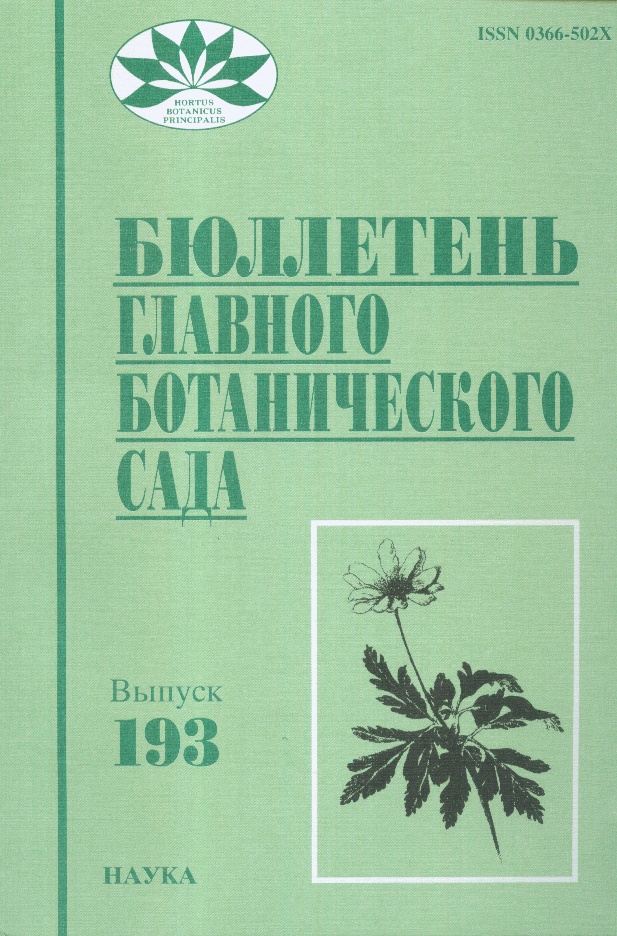 ISSN 0366-502X
HORTUS
BOTANICUS
PRINCIPALIS
БЮЛЛЕТЕНЬ
ГЛАВНОГО
БОТАНИЧЕСКОГО
САДА
Выпуск
193
НАУКА